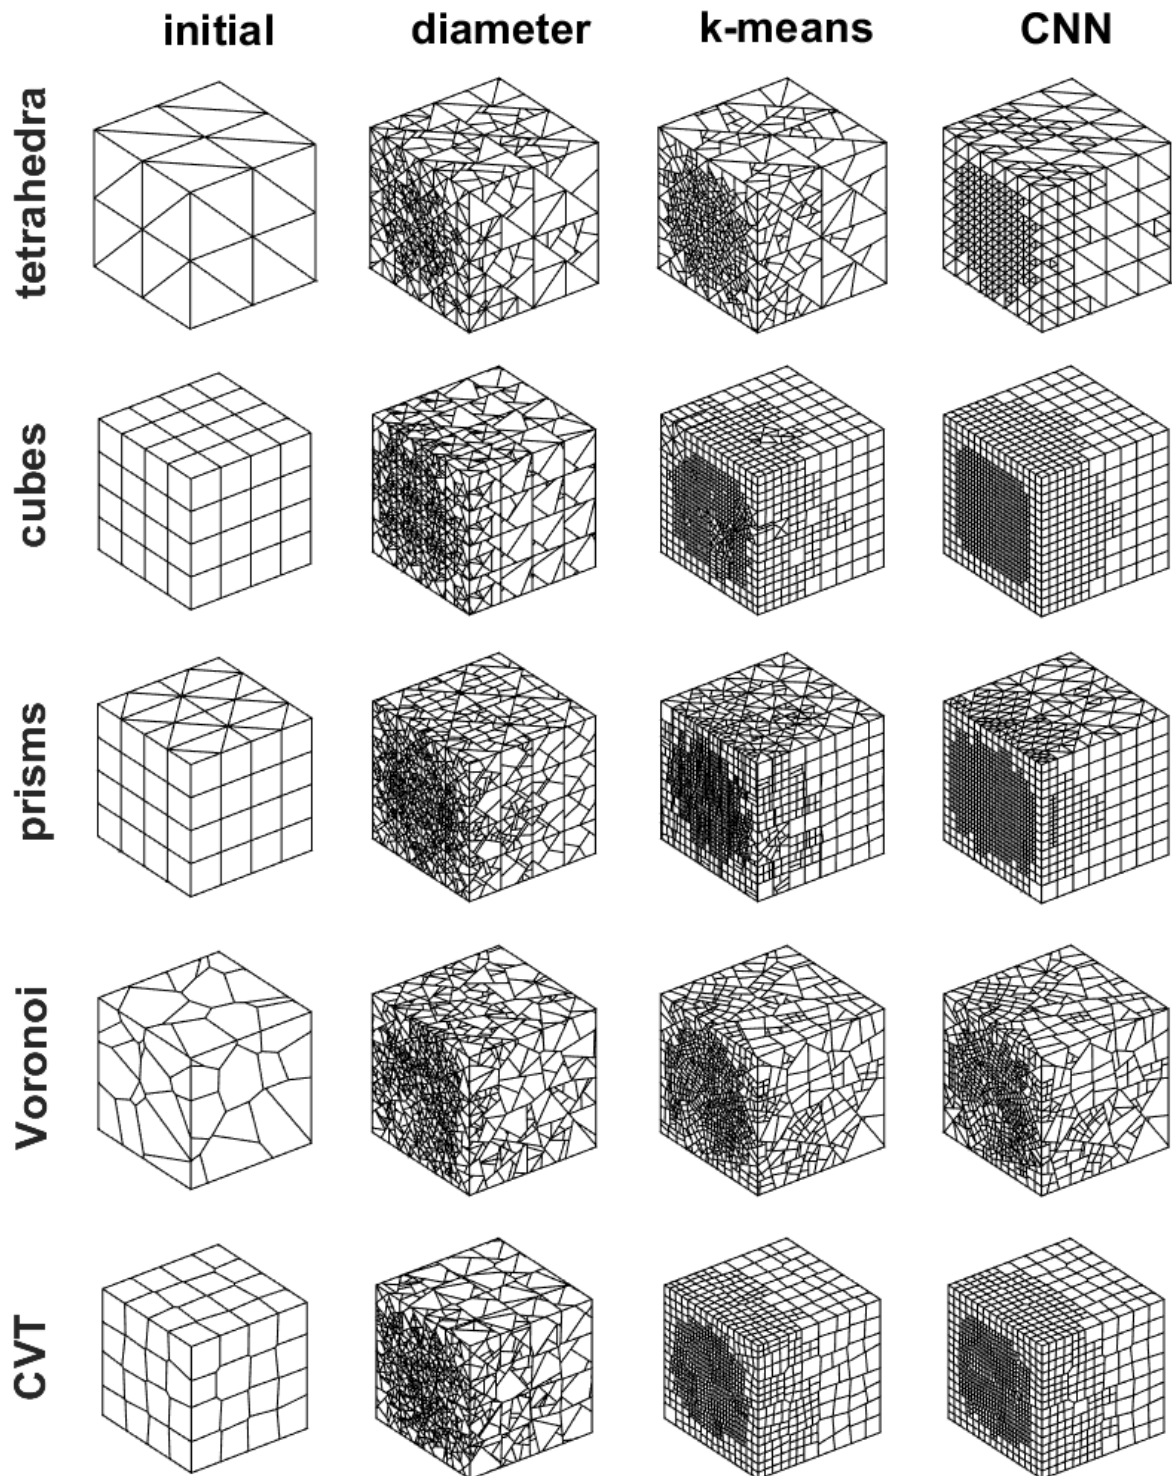 initial diameter k-means CNN
tetrahedra
cubes
prisms
Voronoi
CVT